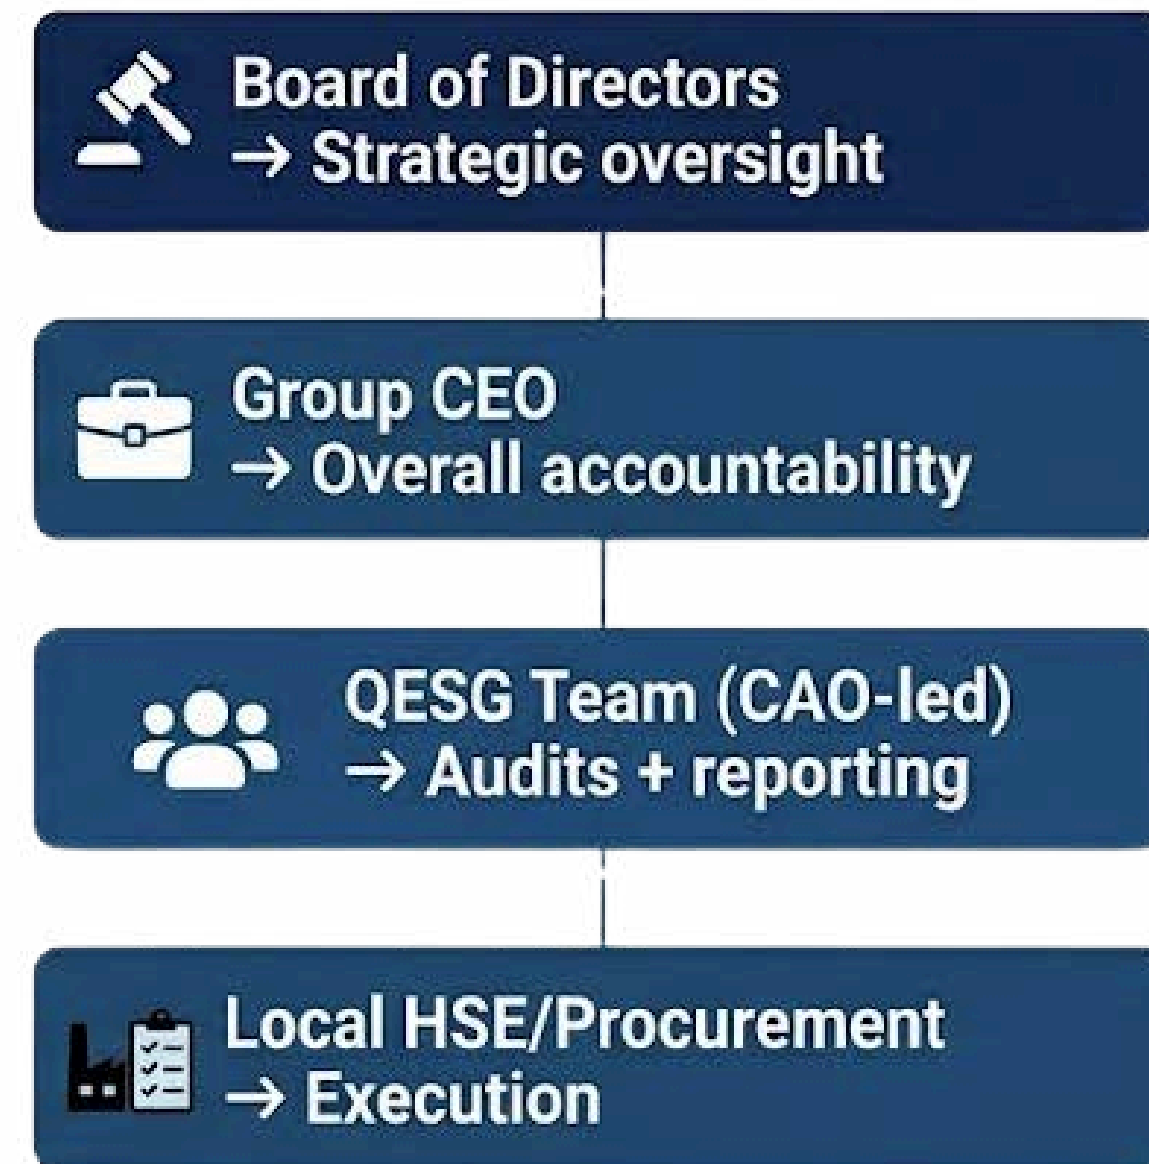 Board of Directors
→ Strategic oversight
Group CEO
→ Overall accountability
QESG Team (CAO-led)
→ Audits + reporting
Local HSE/Procurement
→ Execution